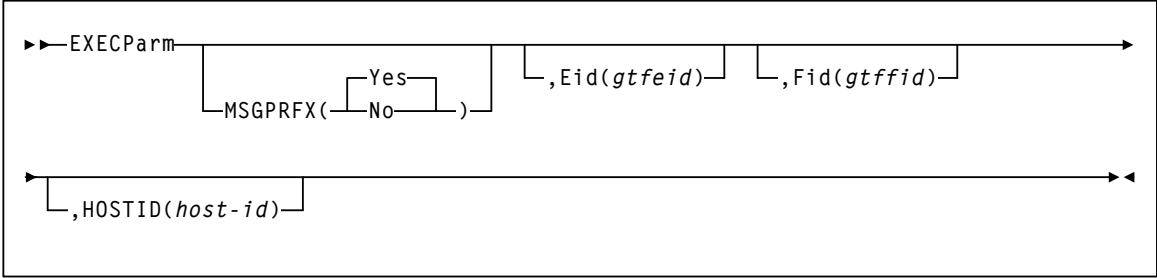 EXECParm
MSGPRFX( Yes No )
,Eid(gtfeid)
,Fid(gtffid)
,HOSTID(host-id)